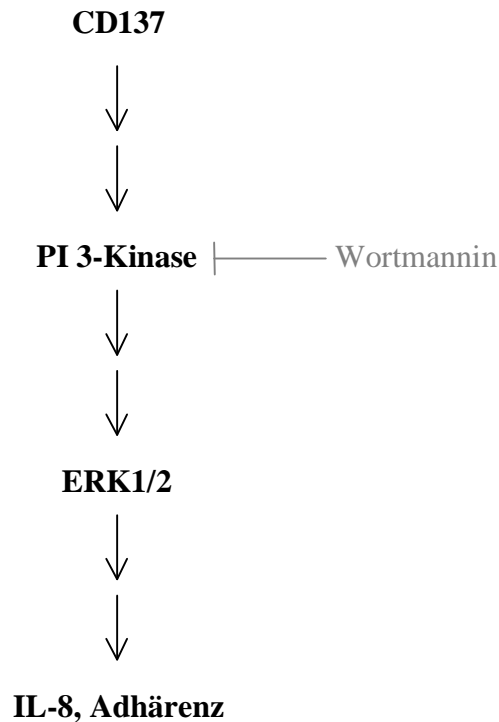 CD137
PI 3-Kinase
Wortmannin
ERK1/2
IL-8, Adhärenz